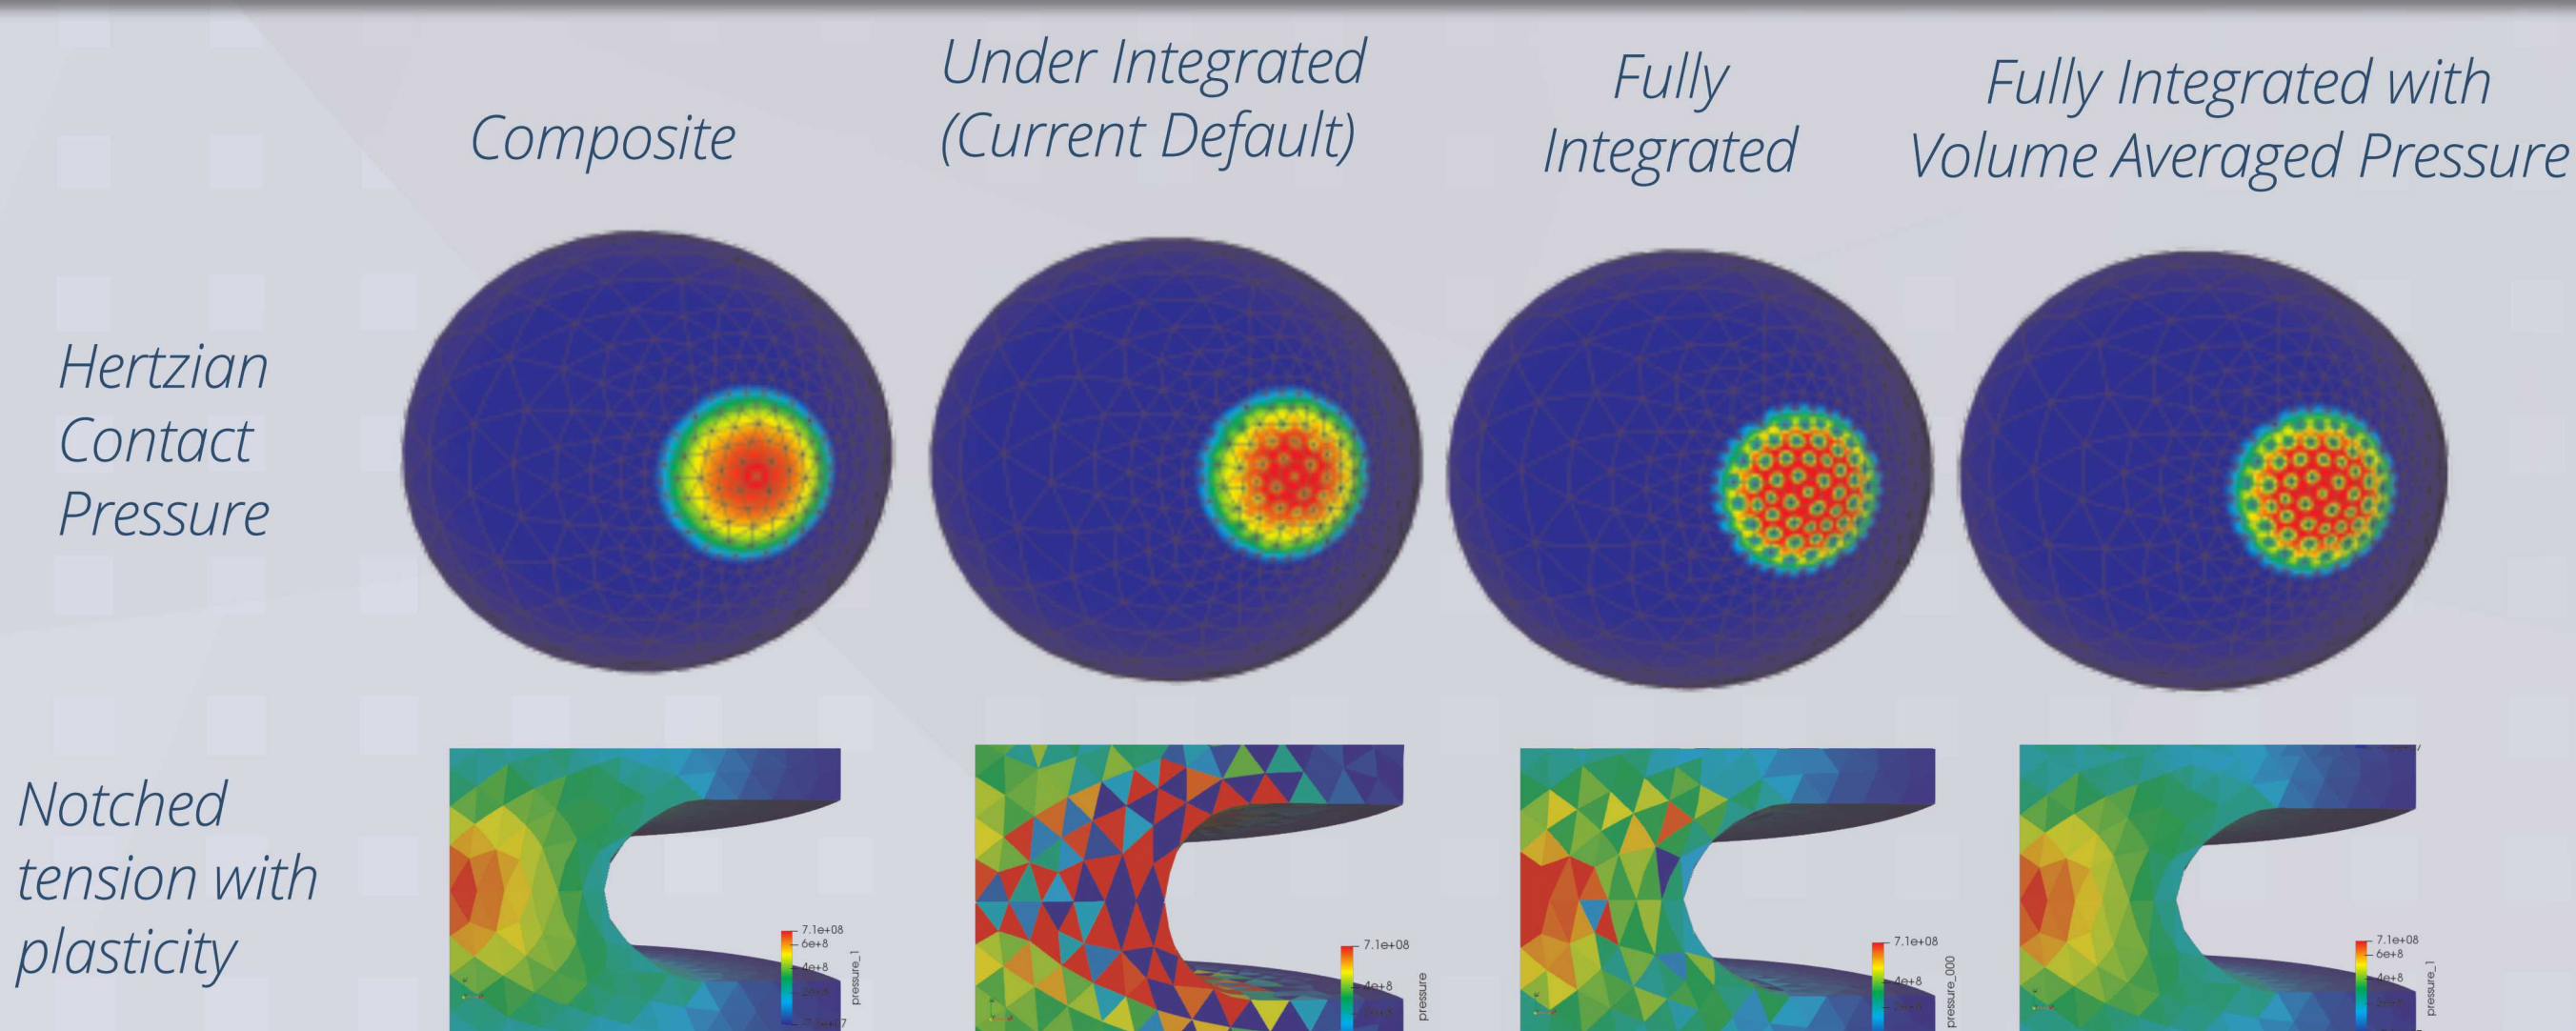 Composite
Under Integrated
(Current Default)
Fully
Integrated
Fully Integrated with
Volume Averaged Pressure
Hertzian
Contact
Pressure
Notched
tension with
plasticity
7.1e+08
6e+8
4e+8
pressure_1
7.1e+08
4e+8
pressure
7.1e+08
4e+8
pressure_000
7.1e+08
6e+8
4e+8
pressure_1